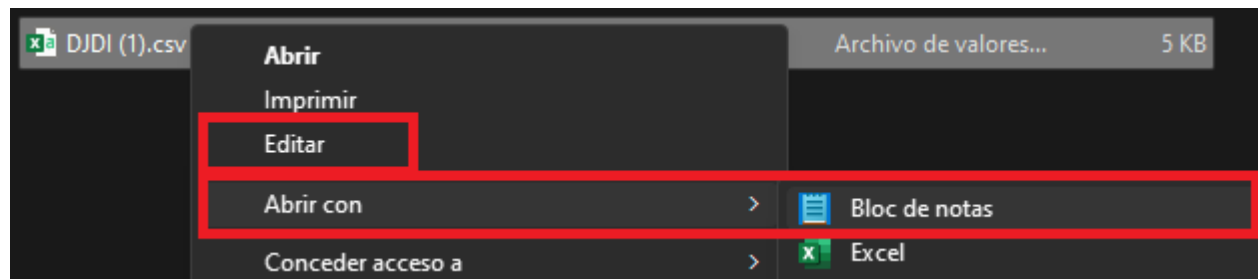 DJDI (1).csv Archivo de valores... 5 KB
Abrir
Imprimir
Editar
Abrir con Bloc de notas
Excel
Conceder acceso a